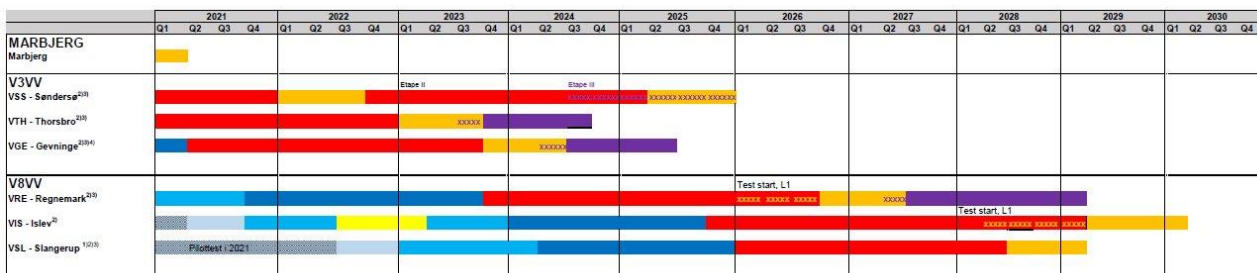 2021 2022 2023 2024 2025 2026 2027 2028 2029 2030
Q1 Q2 Q3 Q4 Q1 Q2 Q3 Q4 Q1 Q2 Q3 Q4 Q1 Q2 Q3 Q4 Q1 Q2 Q3 Q4 Q1 Q2 Q3 Q4 Q1 Q2 Q3 Q4 Q1 Q2 Q3 Q4 Q1 Q2 Q3 Q4 Q1 Q2 Q3 Q4
MARBJERG
Marbjerg
V3VV
Etape II Etape III
VSS - Søndersø2)3) xxxxx xxxxxx xxxxxx xxxxxx xxxxxx xxxxxx
VTH - Thorsbro2)3) xxxxx
VGE - Gevninge2)3)4) xxxxxx
V8VV
Test start, L1
VRE - Regnemark2)3) xxxxx xxxxx xxxxx xxxxx
Test start, L1
VIS - Islev2) xxxxx xxxxx xxxxx xxxxx
VSL - Slangerup 1)2)3) Pilottest i 2021